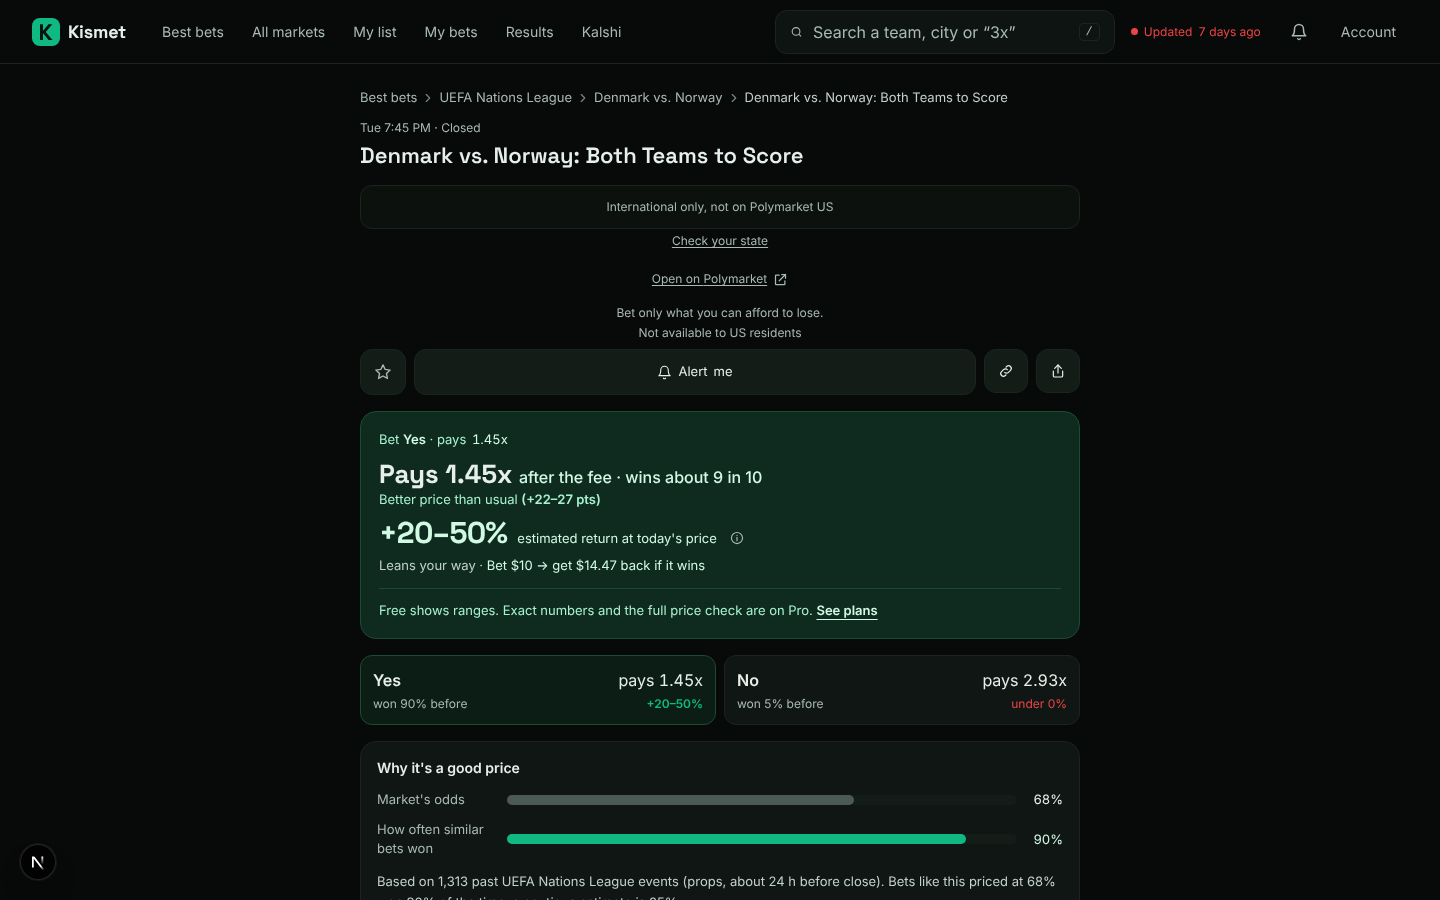 K Kismet
Best bets
All markets
My list
My bets
Results
Kalshi
Search a team, city or “3x”
/
Updated 7 days ago
Account
Best bets > UEFA Nations League > Denmark vs. Norway > Denmark vs. Norway: Both Teams to Score
Tue 7:45 PM · Closed
Denmark vs. Norway: Both Teams to Score
International only, not on Polymarket US
Check your state
Open on Polymarket
Bet only what you can afford to lose.
Not available to US residents
Alert me
Bet Yes · pays 1.45x
Pays 1.45x after the fee · wins about 9 in 10
Better price than usual (+22–27 pts)
+20–50% estimated return at today's price
Leans your way · Bet $10 → get $14.47 back if it wins
Free shows ranges. Exact numbers and the full price check are on Pro. See plans
Yes pays 1.45x
won 90% before +20–50%
No pays 2.93x
won 5% before under 0%
Why it's a good price
Market's odds 68%
How often similar
bets won 90%
Based on 1,313 past UEFA Nations League events (props, about 24 h before close). Bets like this priced at 68%
N